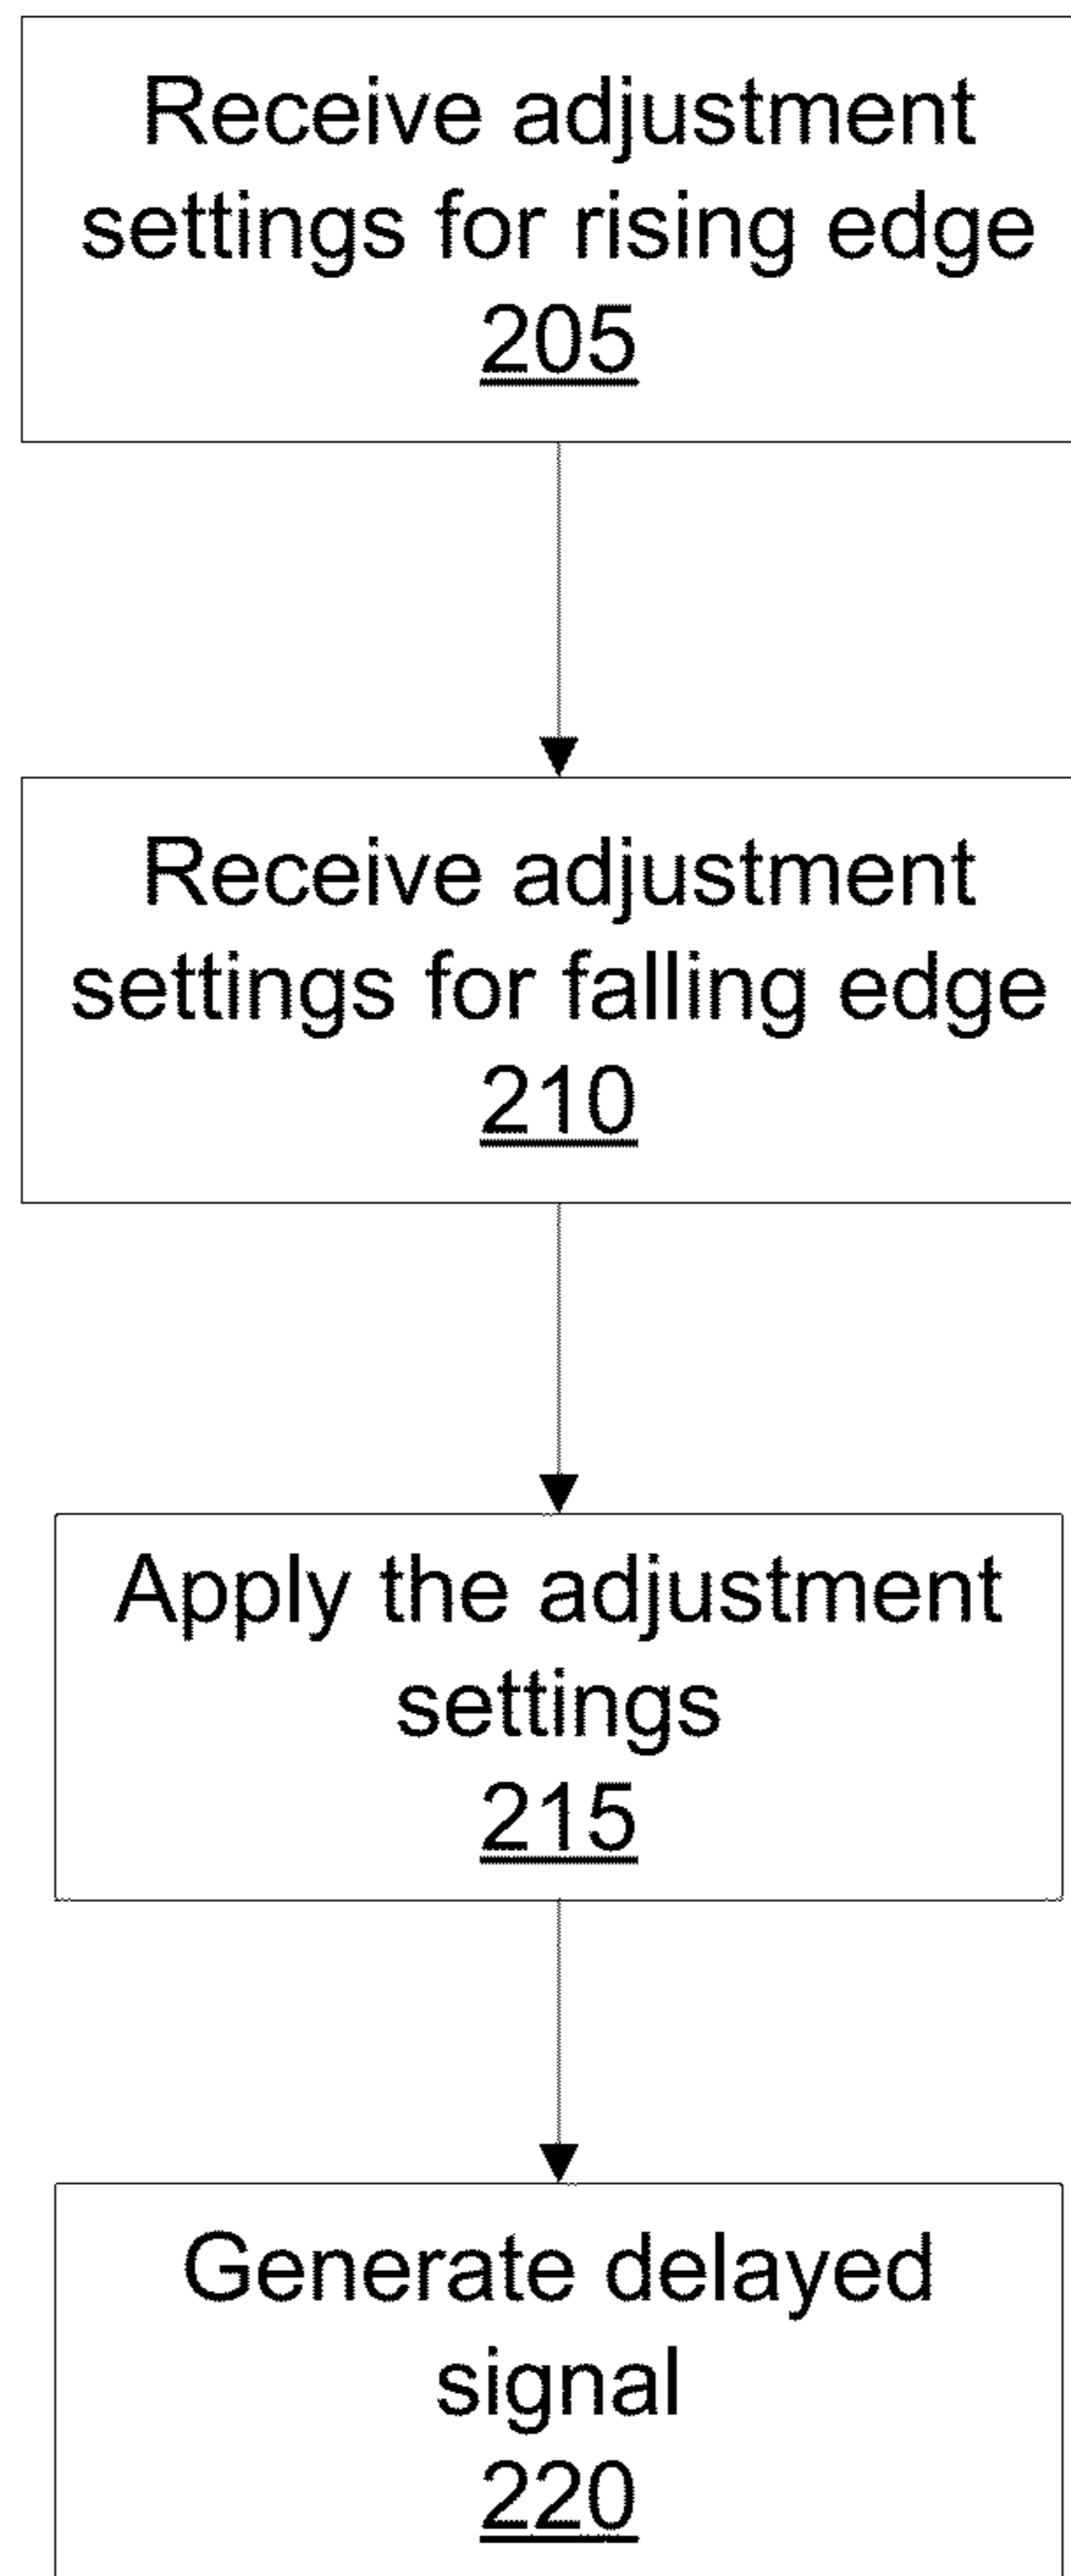 Receive adjustment
settings for rising edge
205
Receive adjustment
settings for falling edge
210
Apply the adjustment
settings
215
Generate delayed
signal
220